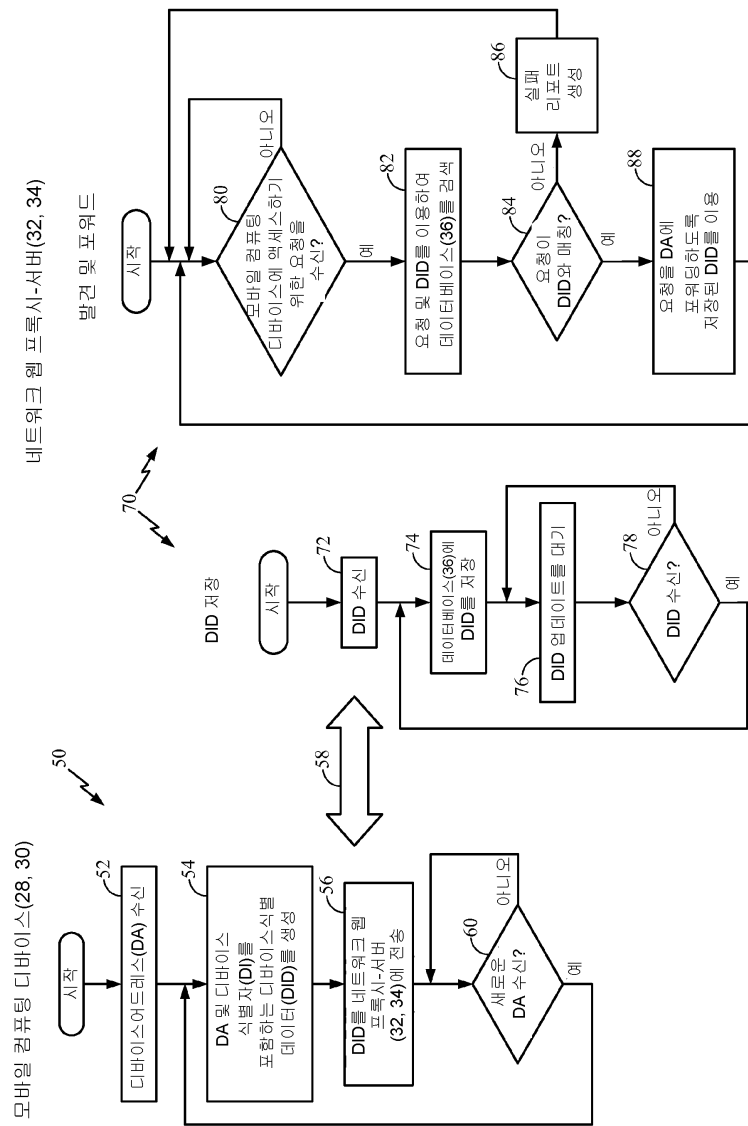 모바일 컴퓨팅 디바이스(28, 30)
50
시작
52
디바이스어드레스(DA) 수신
54
DA 및 디바이스
식별자(DI)를
포함하는 디바이스식별
데이터(DID)를 생성
56
DID를 네트워크 웹
프록시-서버
(32, 34)에 전송
60
새로운
DA 수신?
아니오
예
58
네트워크 웹 프록시-서버(32, 34)
70
DID 저장
시작
72
DID 수신
74
데이터베이스(36)에
DID를 저장
76
DID 업데이트를 대기
78
DID 수신?
아니오
예
발견 및 포워드
시작
80
모바일 컴퓨팅
디바이스에 액세스하기
위한 요청을
수신?
아니오
예
82
요청 및 DID를 이용하여
데이터베이스(36)를 검색
84
요청이
DID와 매칭?
아니오
예
86
실패
리포트
생성
88
요청을 DA에
포워딩하도록
저장된 DID를 이용